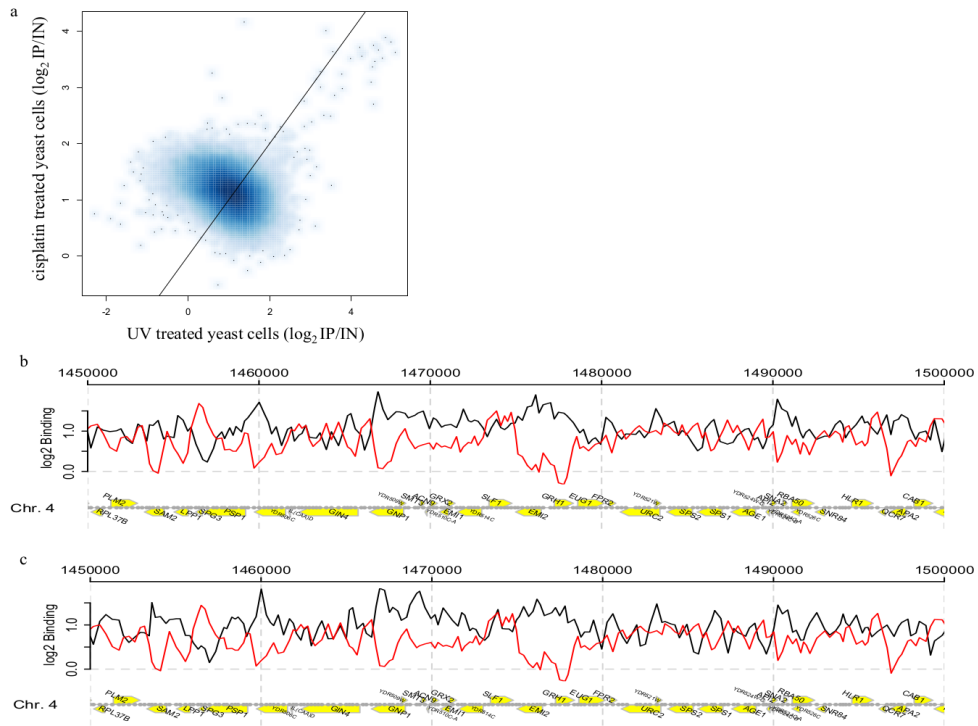 a
cisplatin treated yeast cells (log2 IP/IN)
4
3
2
1
0
-2 0 2 4
UV treated yeast cells (log2 IP/IN)
b
1450000 1460000 1470000 1480000 1490000 1500000
log2 Binding
1.0
0.0
PLM2 SMT3 ACN9 GRX2 SLF1 GRH1 EUG1 FPR2 RBA50 HLR1 CAB1
Chr. 4
RPL37B SAM2 LPP1 SPG3 PSP1 GIN4 GNP1 EMI1 EMI2 URC2 SPS2 SPS1 AGE1 SNR84 QCR7 APA2
c
1450000 1460000 1470000 1480000 1490000 1500000
log2 Binding
1.0
0.0
PLM2 SMT3 ACN9 GRX2 SLF1 GRH1 EUG1 FPR2 RBA50 HLR1 CAB1
Chr. 4
RPL37B SAM2 LPP1 SPG3 PSP1 GIN4 GNP1 EMI1 EMI2 URC2 SPS2 SPS1 AGE1 SNR84 QCR7 APA2